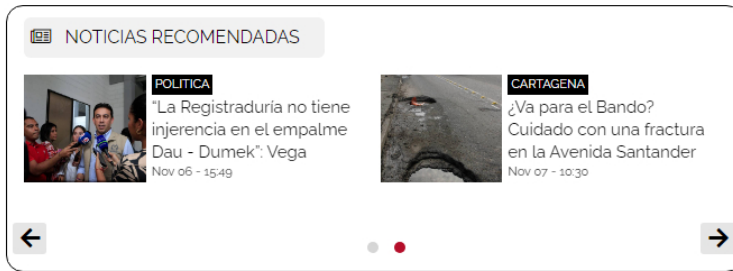 NOTICIAS RECOMENDADAS
POLITICA
“La Registraduría no tiene
injerencia en el empalme
Dau - Dumek”: Vega
Nov 06 - 15:49
CARTAGENA
¿Va para el Bando?
Cuidado con una fractura
en la Avenida Santander
Nov 07 - 10:30